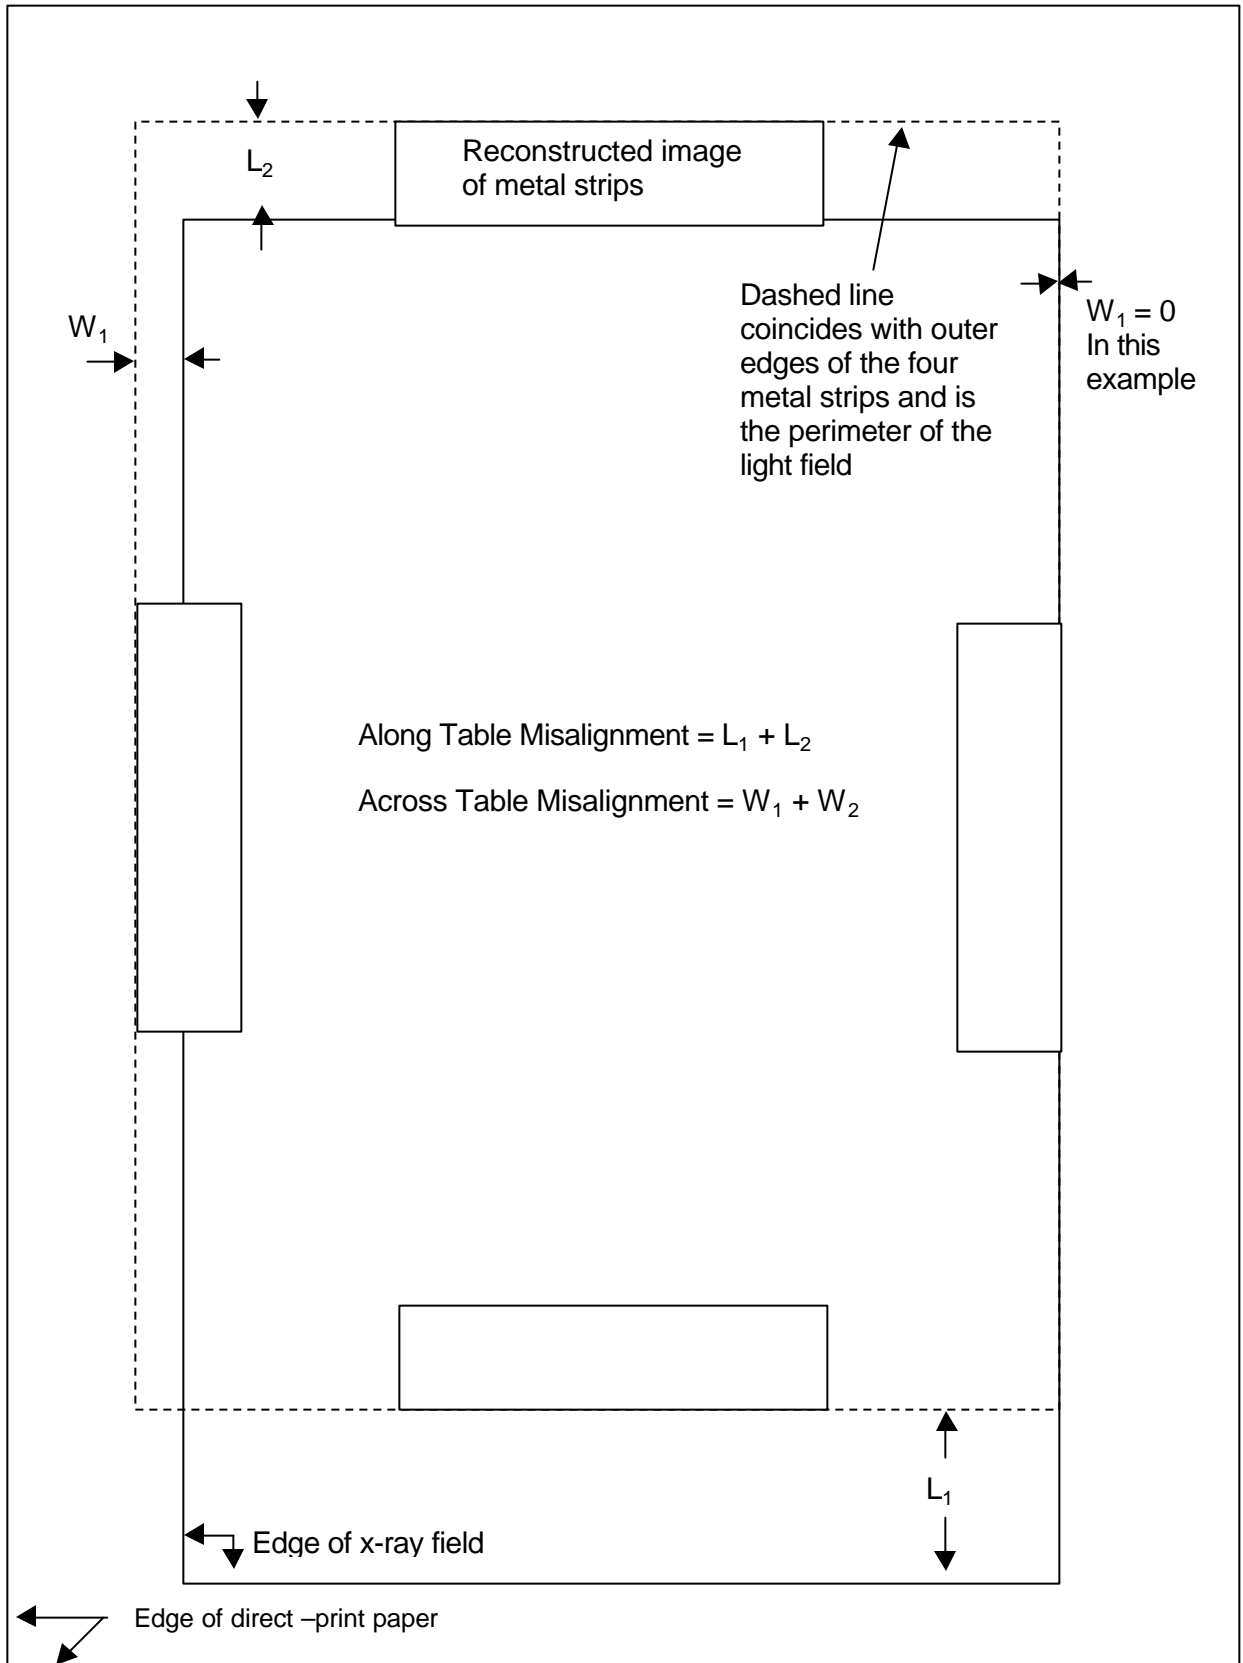 L₂
Reconstructed image
of metal strips
W₁
Dashed line
coincides with outer
edges of the four
metal strips and is
the perimeter of the
light field
W₁ = 0
In this
example
Along Table Misalignment = L₁ + L₂
Across Table Misalignment = W₁ + W₂
L₁
Edge of x-ray field
Edge of direct –print paper